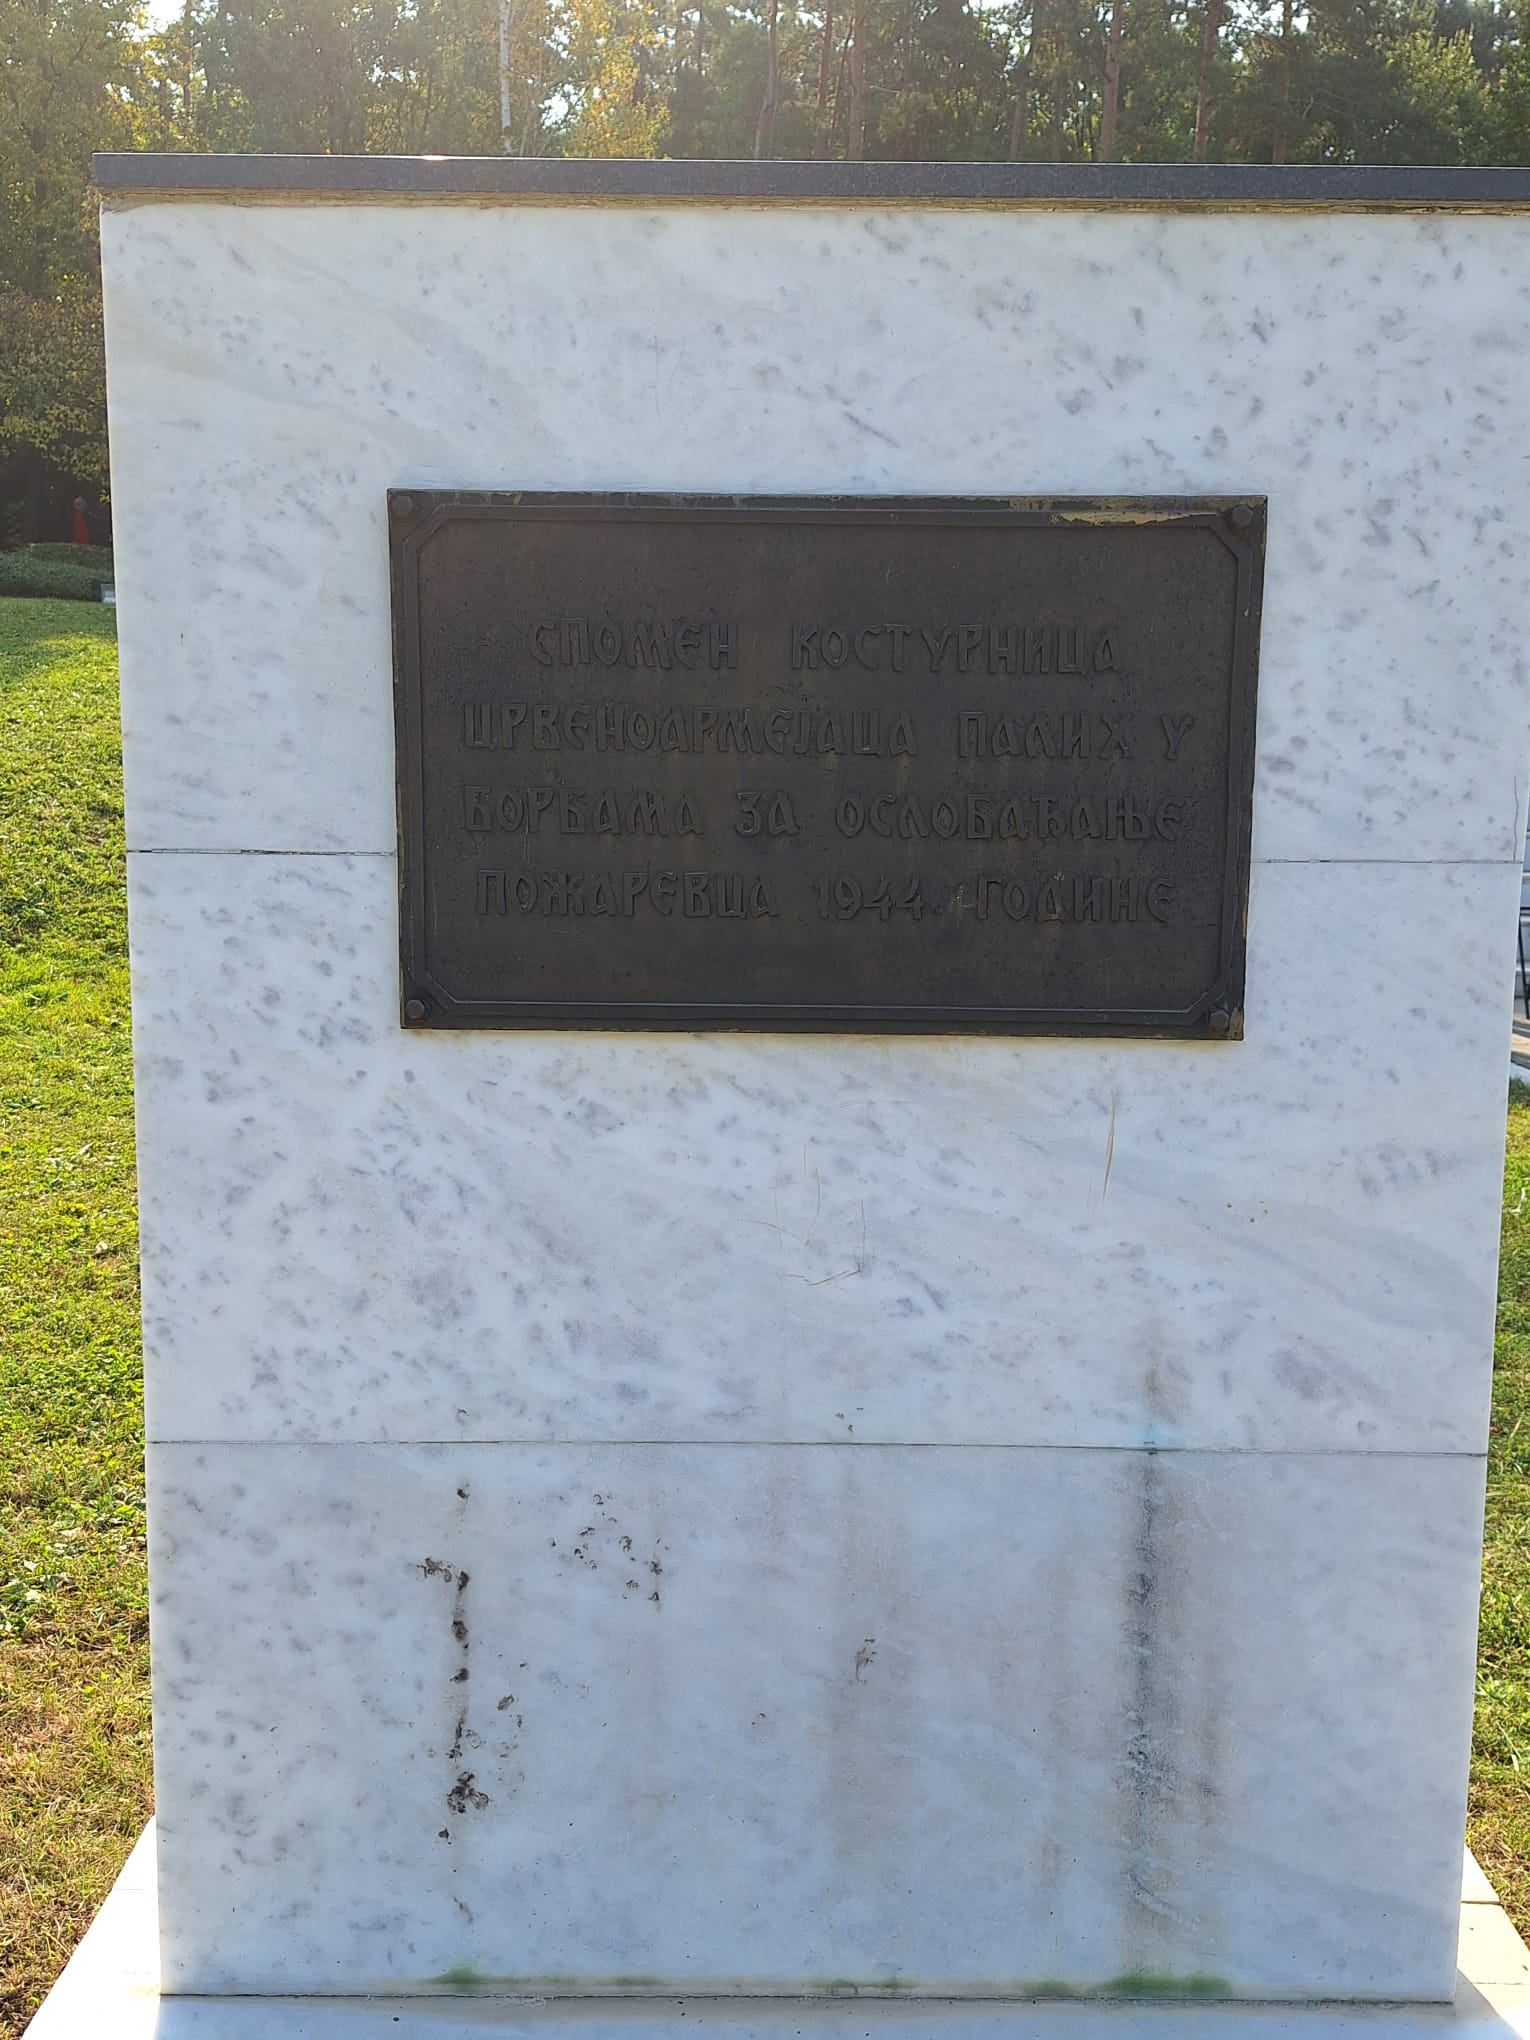 СПОМЕН КОСТУРНИЦА
ЦРВЕНОАРМЕЈАЦА ПАЛИХ У
БОРБАМА ЗА ОСЛОБАЂАЊЕ
ПОЖАРЕВЦА 1944. ГОДИНЕ